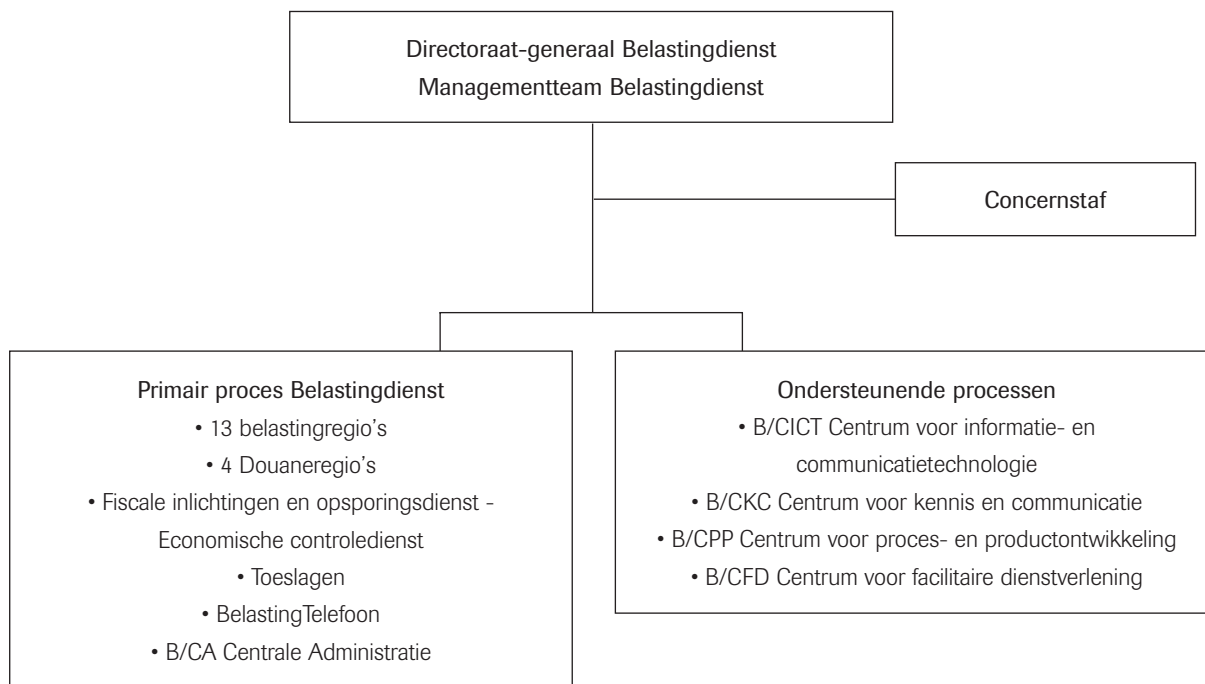 Directoraat-generaal Belastingdienst
Managementteam Belastingdienst
Concernstaf
Primair proces Belastingdienst
• 13 belastingregio's
• 4 Douaneregio's
• Fiscale inlichtingen en opsporingsdienst -
Economische controledienst
• Toeslagen
• BelastingTelefoon
• B/CA Centrale Administratie
Ondersteunende processen
• B/CICT Centrum voor informatie- en
communicatietechnologie
• B/CKC Centrum voor kennis en communicatie
• B/CPP Centrum voor proces- en productontwikkeling
• B/CFD Centrum voor facilitaire dienstverlening